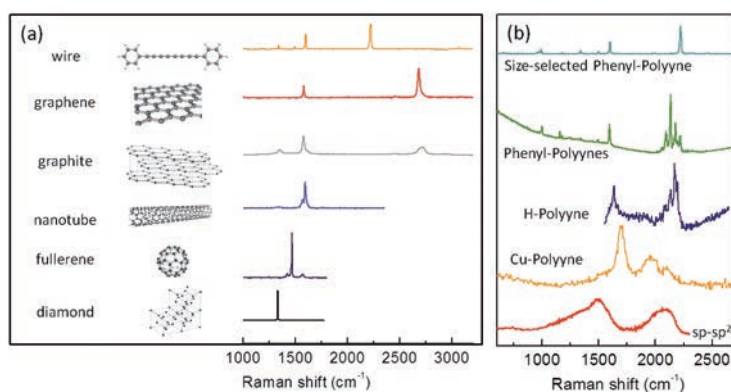 (a)
wire
graphene
graphite
nanotube
fullerene
diamond
1000 1500 2000 2500 3000
Raman shift (cm⁻¹)
(b)
Size-selected Phenyl-Polyyne
Phenyl-Polyynes
H-Polyyne
Cu-Polyyne
sp-sp²
1000 1500 2000 2500
Raman shift (cm⁻¹)